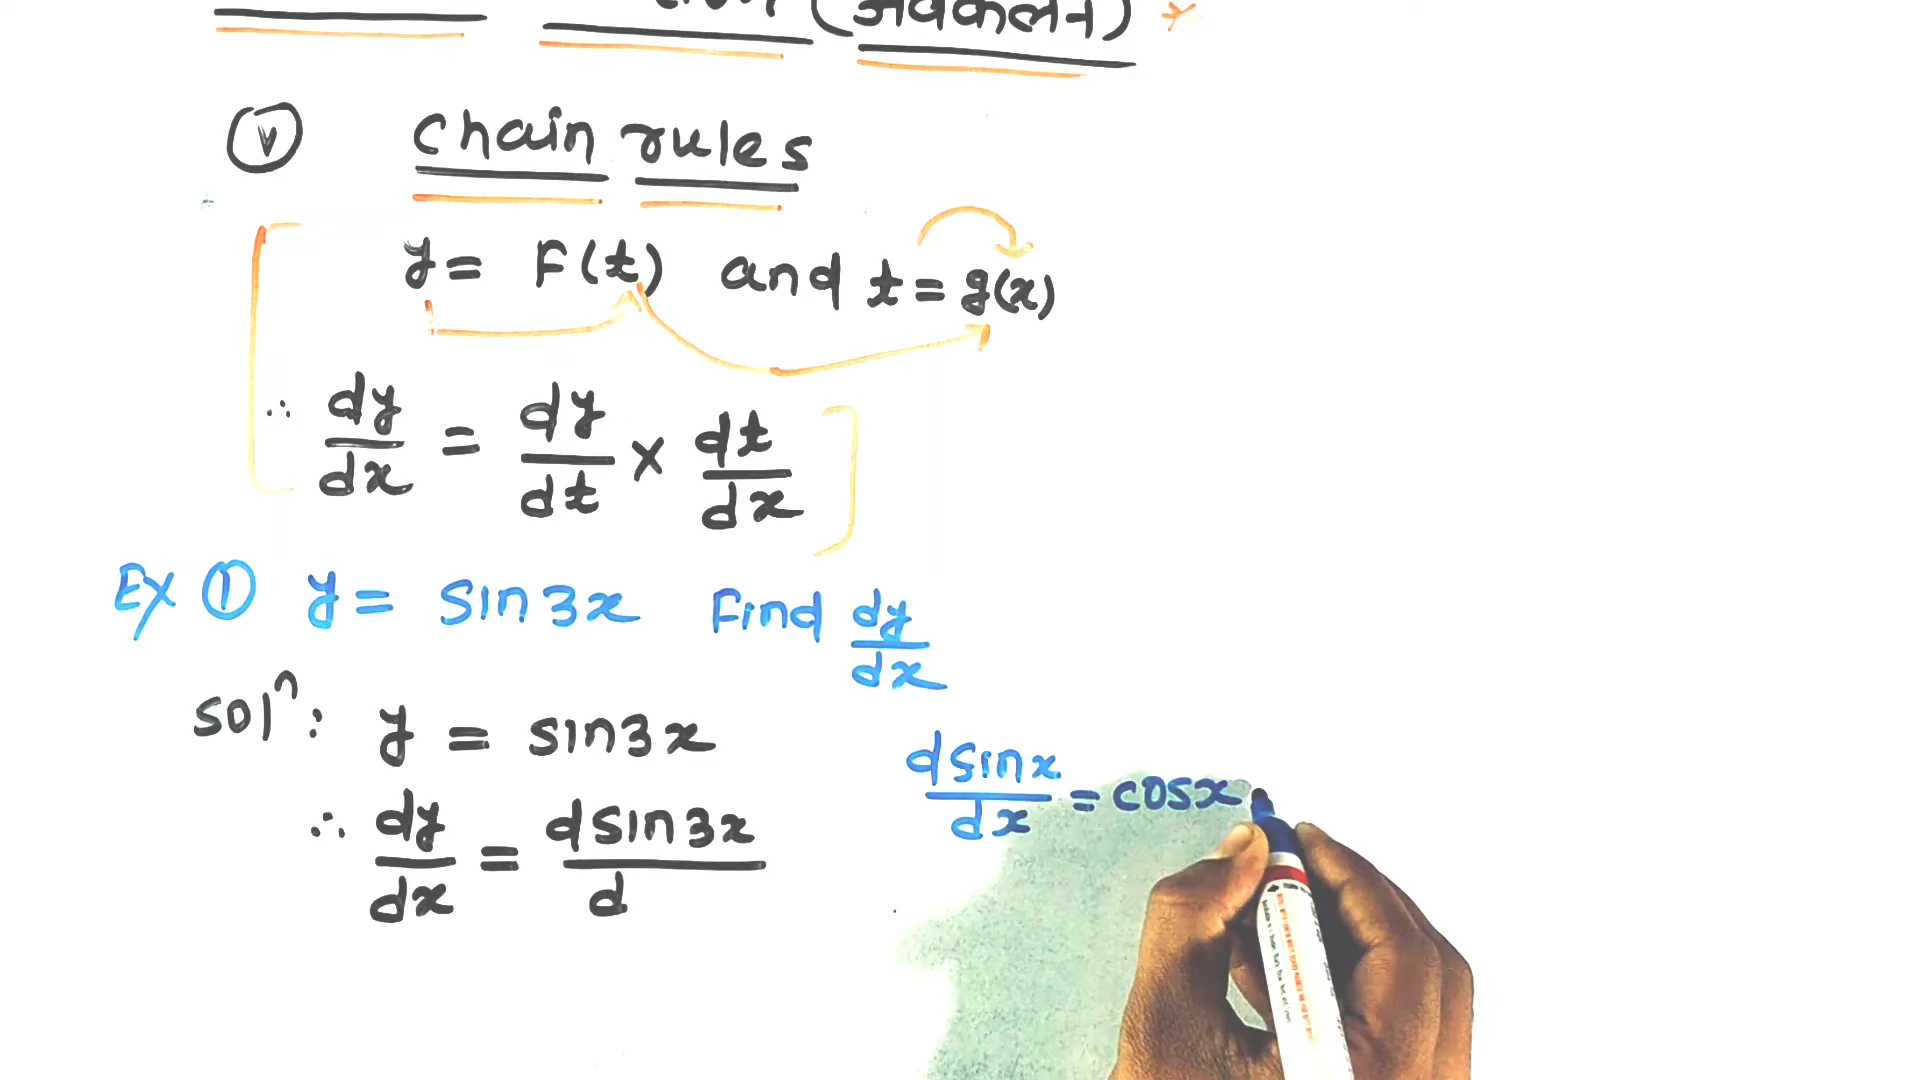 (अवकलन)
(v) Chain rules
y = F(t) and t = g(x)
∴ dy/dx = dy/dt × dt/dx
Ex (1) y = sin3x Find dy/dx
Solⁿ: y = sin3x
dsinx/dx = cosx
∴ dy/dx = dsin3x/d